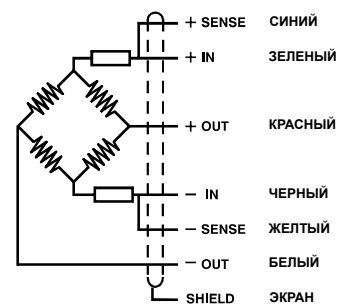 + SENSE СИНИЙ
+ IN ЗЕЛЕНЫЙ
+ OUT КРАСНЫЙ
− IN ЧЕРНЫЙ
− SENSE ЖЕЛТЫЙ
− OUT БЕЛЫЙ
SHIELD ЭКРАН